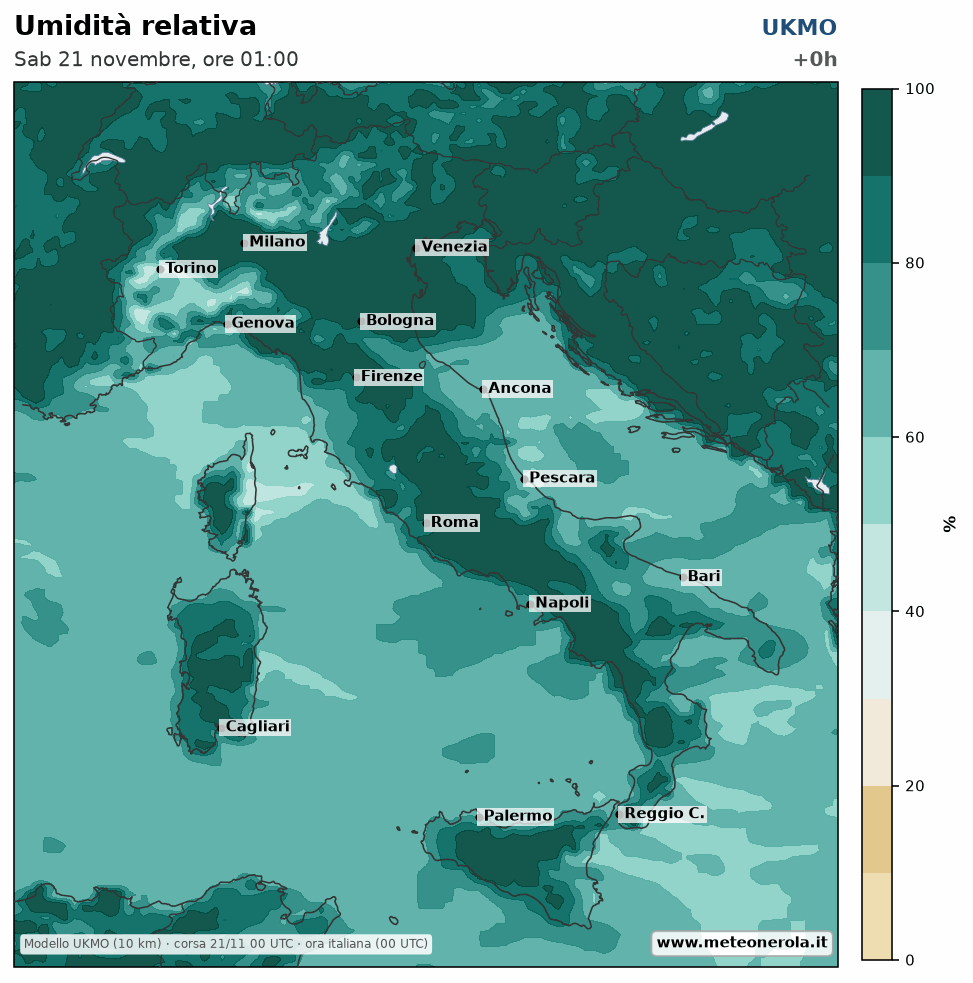 Umidità relativa
UKMO
Sab 21 novembre, ore 01:00
+0h
100
80
60
40
20
0
%
Milano
Venezia
Torino
Bologna
Genova
Firenze
Ancona
Pescara
Roma
Bari
Napoli
Cagliari
Palermo
Reggio C.
Modello UKMO (10 km) · corsa 21/11 00 UTC · ora italiana (00 UTC)
www.meteonerola.it